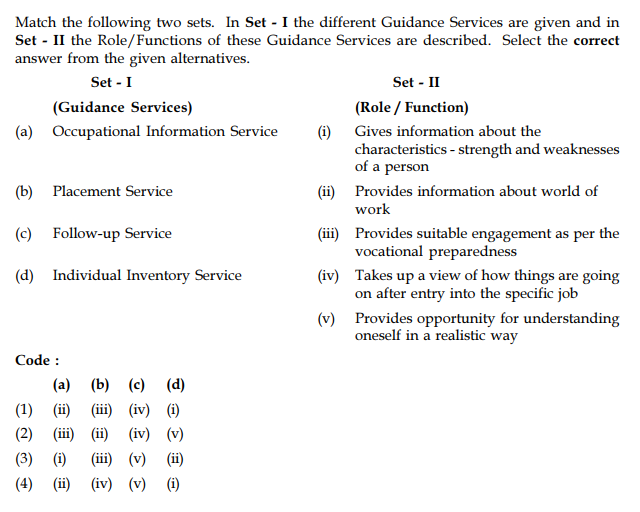 Match the following two sets. In Set - I the different Guidance Services are given and in
Set - II the Role/Functions of these Guidance Services are described. Select the correct
answer from the given alternatives.
Set - I Set - II
(Guidance Services) (Role / Function)
(a) Occupational Information Service (i) Gives information about the
characteristics - strength and weaknesses
of a person
(b) Placement Service (ii) Provides information about world of
work
(c) Follow-up Service (iii) Provides suitable engagement as per the
vocational preparedness
(d) Individual Inventory Service (iv) Takes up a view of how things are going
on after entry into the specific job
(v) Provides opportunity for understanding
oneself in a realistic way
Code :
(a) (b) (c) (d)
(1) (ii) (iii) (iv) (i)
(2) (iii) (ii) (iv) (v)
(3) (i) (iii) (v) (ii)
(4) (ii) (iv) (v) (i)